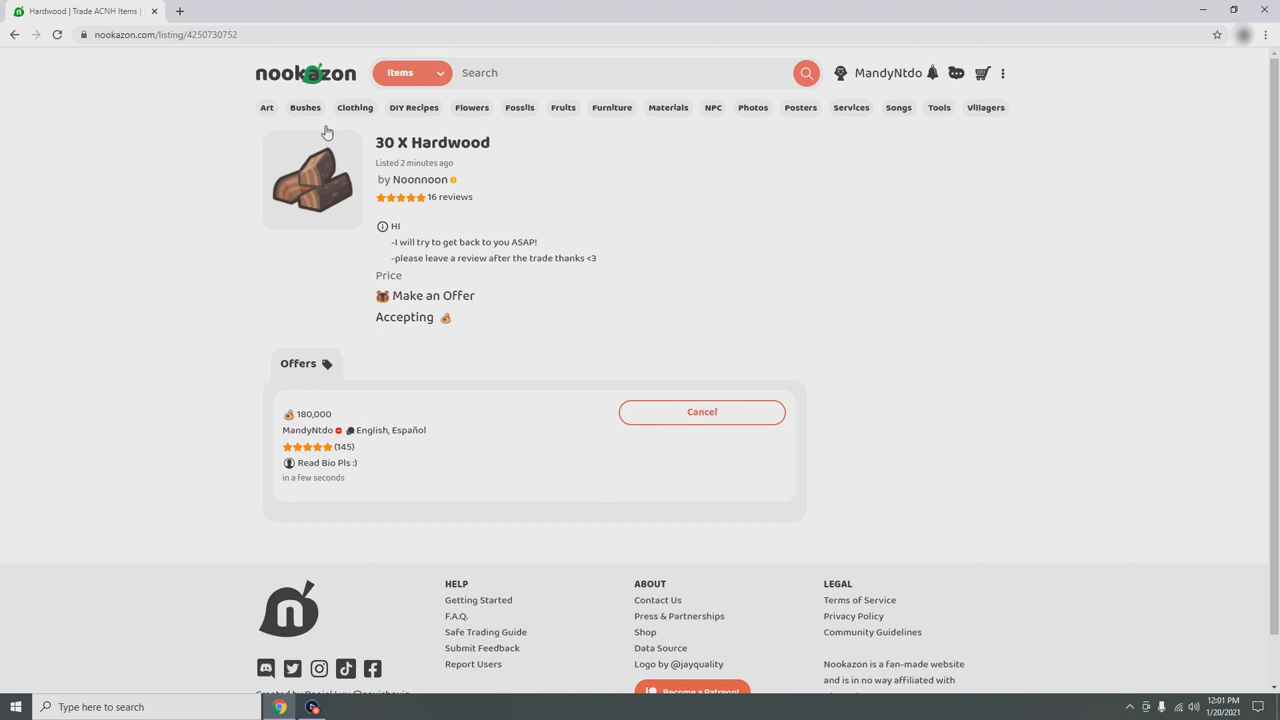 Hardwood | Trade ACNH Items |
nookazon.com/listing/4250730752
nookazon
Items
Search
MandyNtdo
Art
Bushes
Clothing
DIY Recipes
Flowers
Fossils
Fruits
Furniture
Materials
NPC
Photos
Posters
Services
Songs
Tools
Villagers
30 X Hardwood
Listed 2 minutes ago
by Noonnoon
16 reviews
HI
-I will try to get back to you ASAP!
-please leave a review after the trade thanks <3
Price
Make an Offer
Accepting
Offers
180,000
Cancel
MandyNtdo English, Español
(145)
Read Bio Pls :)
in a few seconds
n
HELP
Getting Started
F.A.Q.
Safe Trading Guide
Submit Feedback
Report Users
ABOUT
Contact Us
Press & Partnerships
Shop
Data Source
Logo by @jayquality
Become a Patreon!
LEGAL
Terms of Service
Privacy Policy
Community Guidelines
Nookazon is a fan-made website
and is in no way affiliated with
Type here to search
12:01 PM
1/20/2021